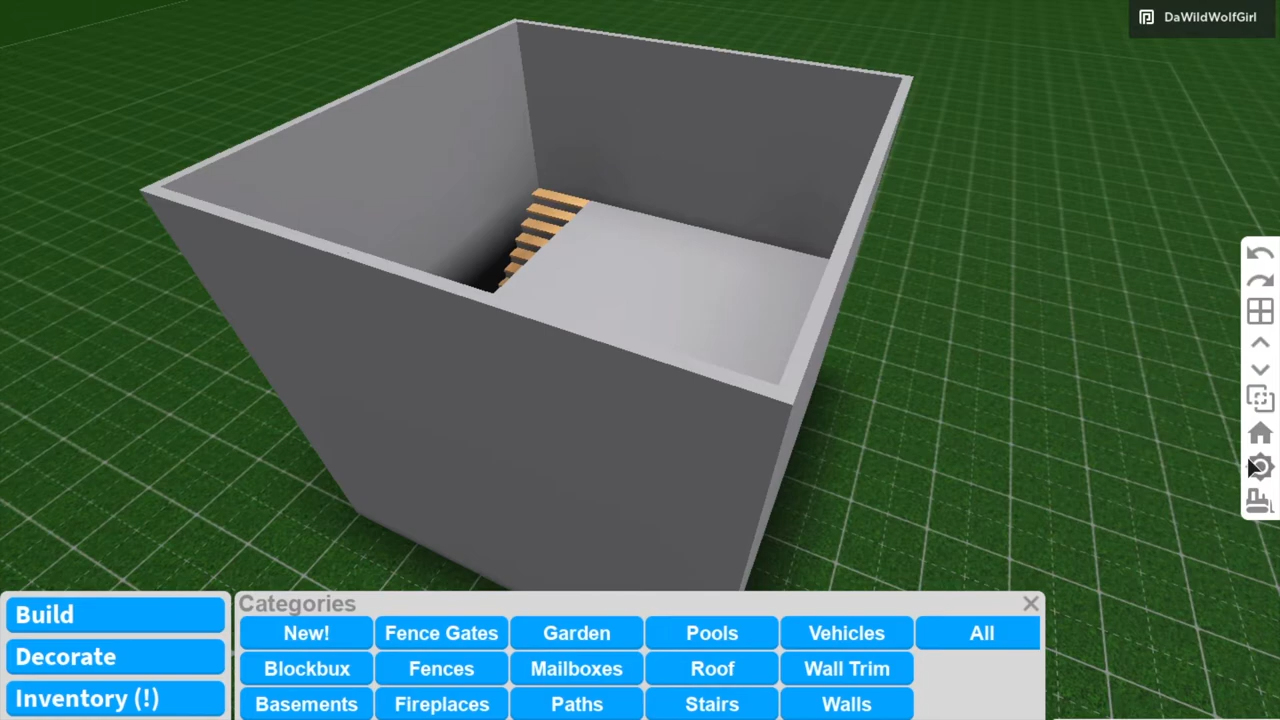 DaWildWolfGirl
Build
Decorate
Inventory (!)
Categories
New! Fence Gates Garden Pools Vehicles All
Blockbux Fences Mailboxes Roof Wall Trim
Basements Fireplaces Paths Stairs Walls